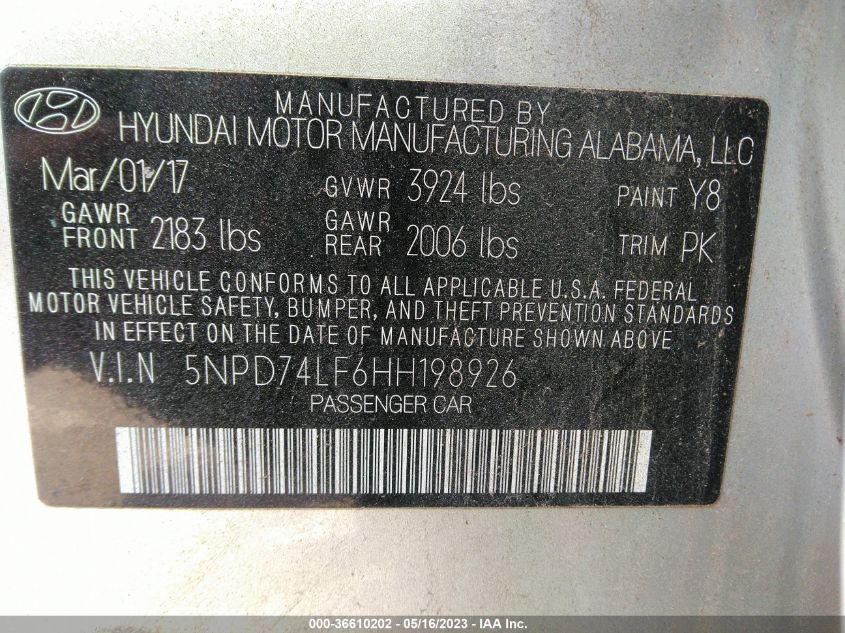 MANUFACTURED BY
HYUNDAI MOTOR MANUFACTURING ALABAMA, LLC
Mar/01/17 GVWR 3924 lbs PAINT Y8
GAWR FRONT 2183 lbs GAWR REAR 2006 lbs TRIM PK
THIS VEHICLE CONFORMS TO ALL APPLICABLE U.S.A. FEDERAL
MOTOR VEHICLE SAFETY, BUMPER, AND THEFT PREVENTION STANDARDS
IN EFFECT ON THE DATE OF MANUFACTURE SHOWN ABOVE
V.I.N 5NPD74LF6HH198926
PASSENGER CAR
000-36610202 - 05/16/2023 - IAA Inc.